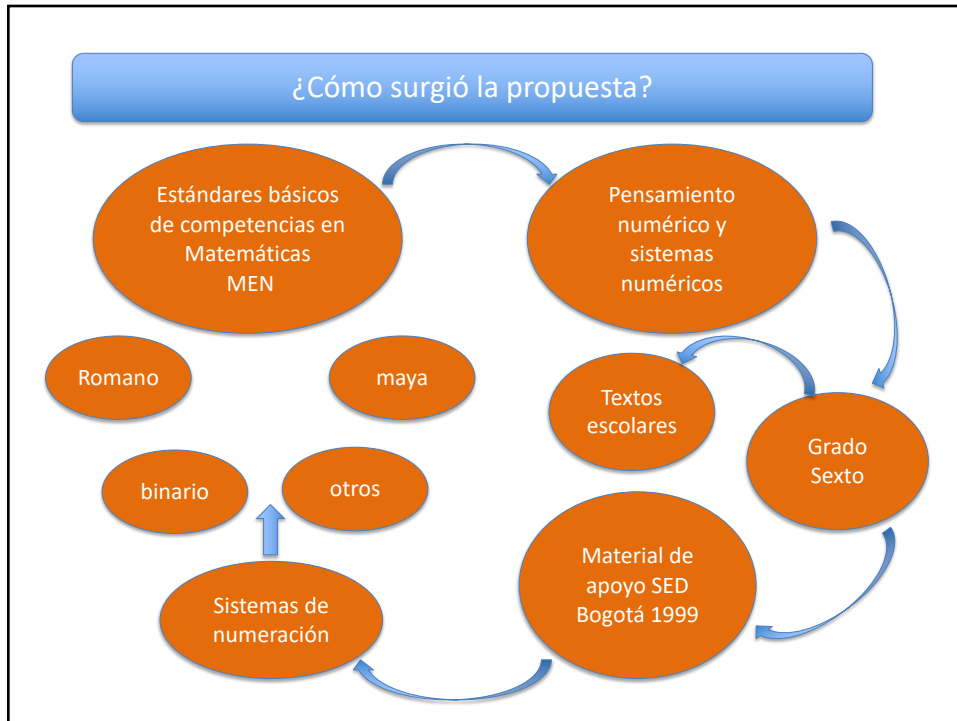 ¿Cómo surgió la propuesta?
Estándares básicos
de competencias en
Matemáticas
MEN
Pensamiento
numérico y
sistemas
numéricos
Romano
maya
Textos
escolares
Grado
Sexto
binario
otros
Material de
apoyo SED
Bogotá 1999
Sistemas de
numeración